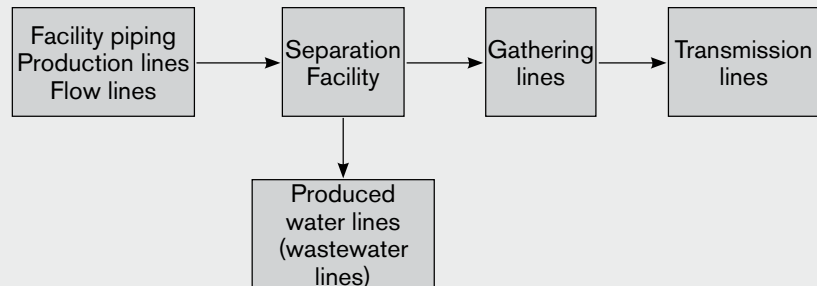 Facility piping
Production lines
Flow lines
Separation
Facility
Gathering
lines
Transmission
lines
Produced
water lines
(wastewater
lines)